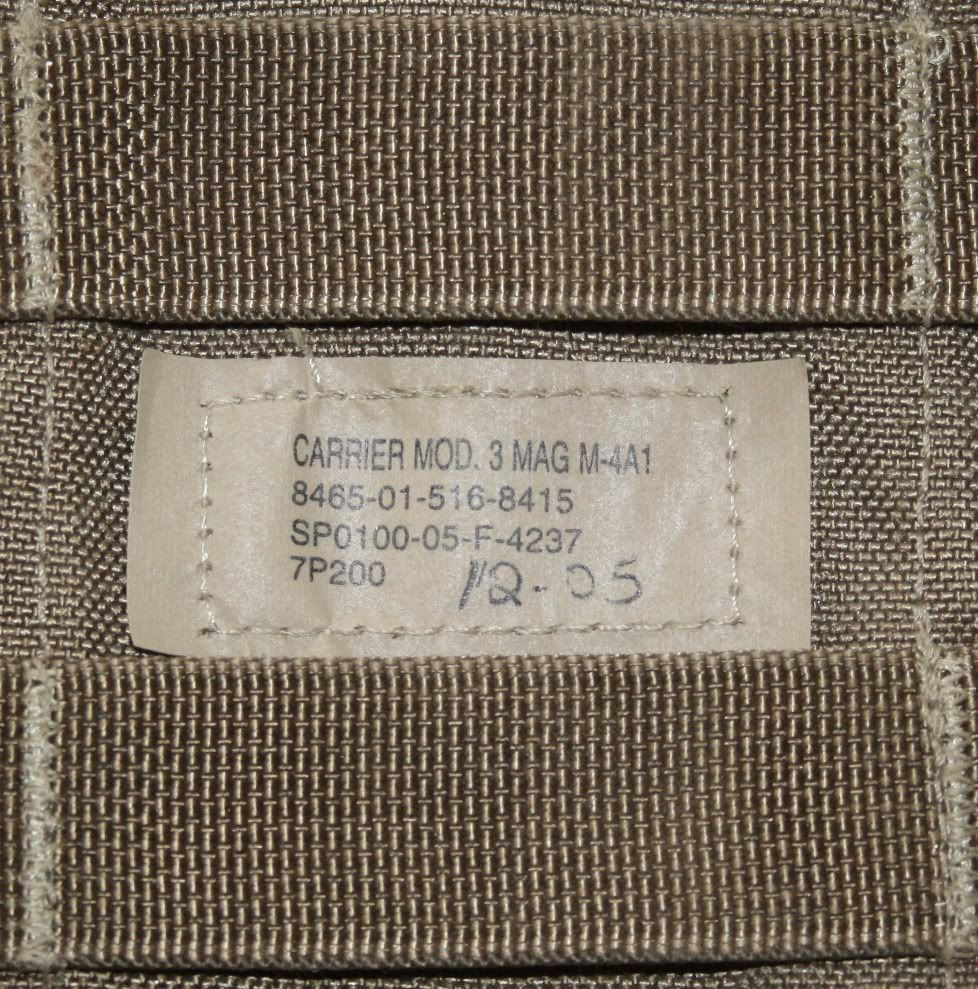 CARRIER MOD. 3 MAG M-4A1
8465-01-516-8415
SP0100-05-F-4237
7P200 12-05